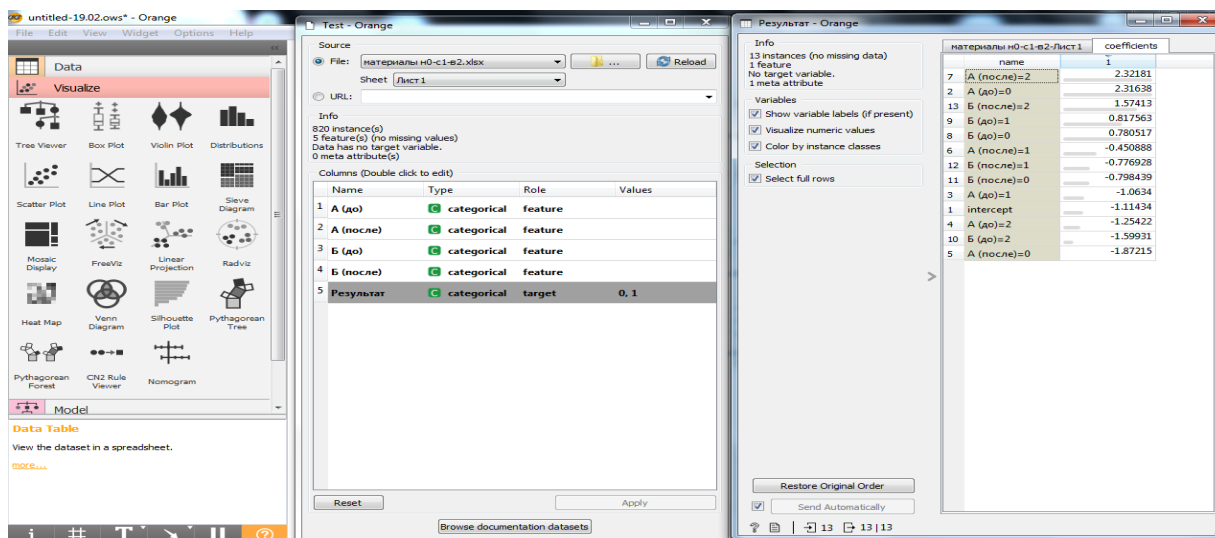 untitled-19.02.ows* - Orange
File Edit View Widget Options Help
Data
Visualize
Tree Viewer Box Plot Violin Plot Distributions
Scatter Plot Line Plot Bar Plot Sieve Diagram
Mosaic Display FreeViz Linear Projection Radviz
Heat Map Venn Diagram Silhouette Plot Pythagorean Tree
Pythagorean Forest CN2 Rule Viewer Nomogram
Model
Data Table
View the dataset in a spreadsheet.
more...
Test - Orange
Source
File: материалы н0-с1-в2.xlsx ... Reload
Sheet Лист1
URL:
Info
820 instance(s)
5 feature(s) (no missing values)
Data has no target variable.
0 meta attribute(s)
Columns (Double click to edit)
Name Type Role Values
1 А (до) C categorical feature
2 А (после) C categorical feature
3 Б (до) C categorical feature
4 Б (после) C categorical feature
5 Результат C categorical target 0, 1
Reset Apply
Browse documentation datasets
Результат - Orange
Info
13 instances (no missing data)
1 feature
No target variable.
1 meta attribute
Variables
Show variable labels (if present)
Visualize numeric values
Color by instance classes
Selection
Select full rows
Restore Original Order
Send Automatically
13 13|13
материалы н0-с1-в2-Лист1 coefficients
name 1
7 А (после)=2 2.32181
2 А (до)=0 2.31638
13 Б (после)=2 1.57413
9 Б (до)=1 0.817563
8 Б (до)=0 0.780517
6 А (после)=1 -0.450888
12 Б (после)=1 -0.776928
11 Б (после)=0 -0.798439
3 А (до)=1 -1.0634
1 intercept -1.11434
4 А (до)=2 -1.25422
10 Б (до)=2 -1.59931
5 А (после)=0 -1.87215